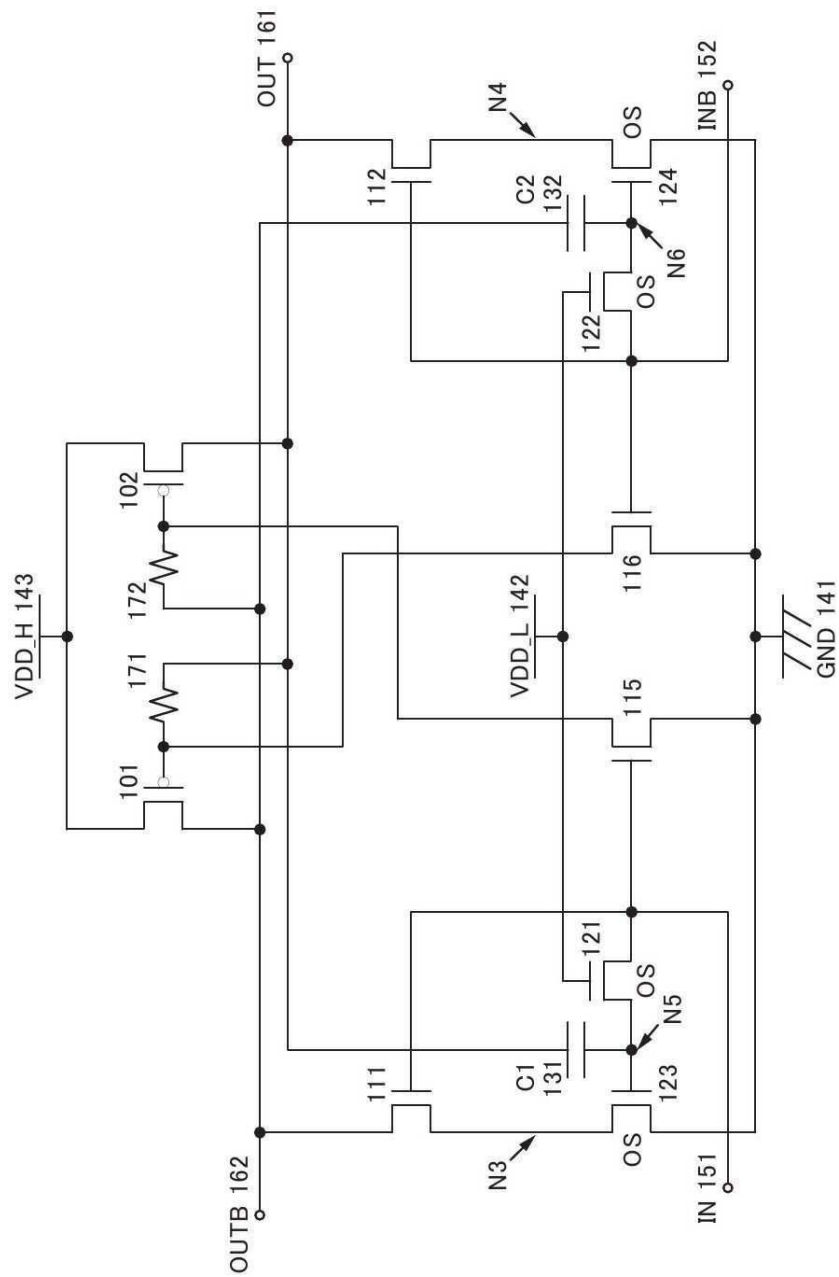 VDD_H 143
101
171
172
102
OUTB 162
OUT 161
111
112
VDD_L 142
C1
131
C2
132
N3
N4
121
122
OS
OS
OS
OS
N5
N6
123
124
115
116
IN 151
INB 152
GND 141